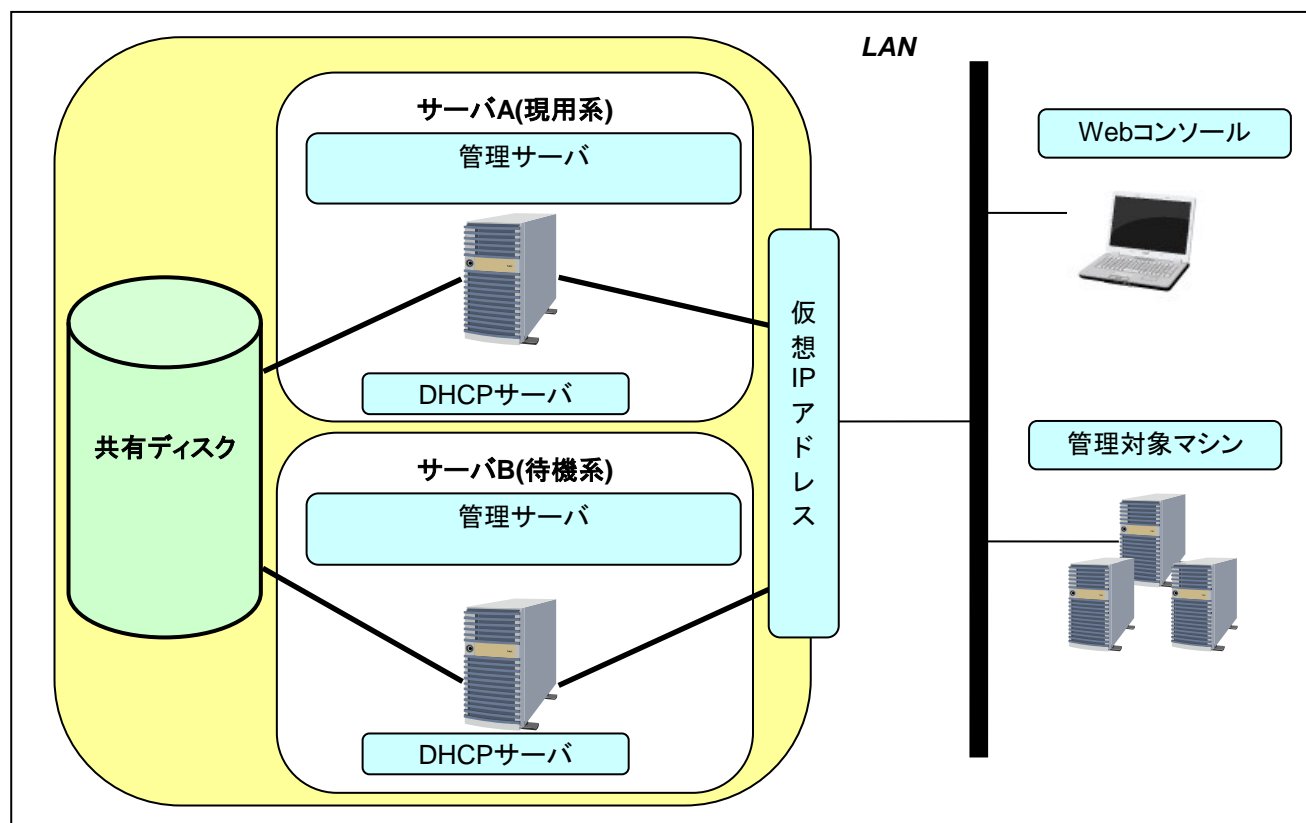 LAN
サーバA(現用系)
管理サーバ
DHCPサーバ
共有ディスク
サーバB(待機系)
管理サーバ
DHCPサーバ
仮想IPアドレス
Webコンソール
管理対象マシン